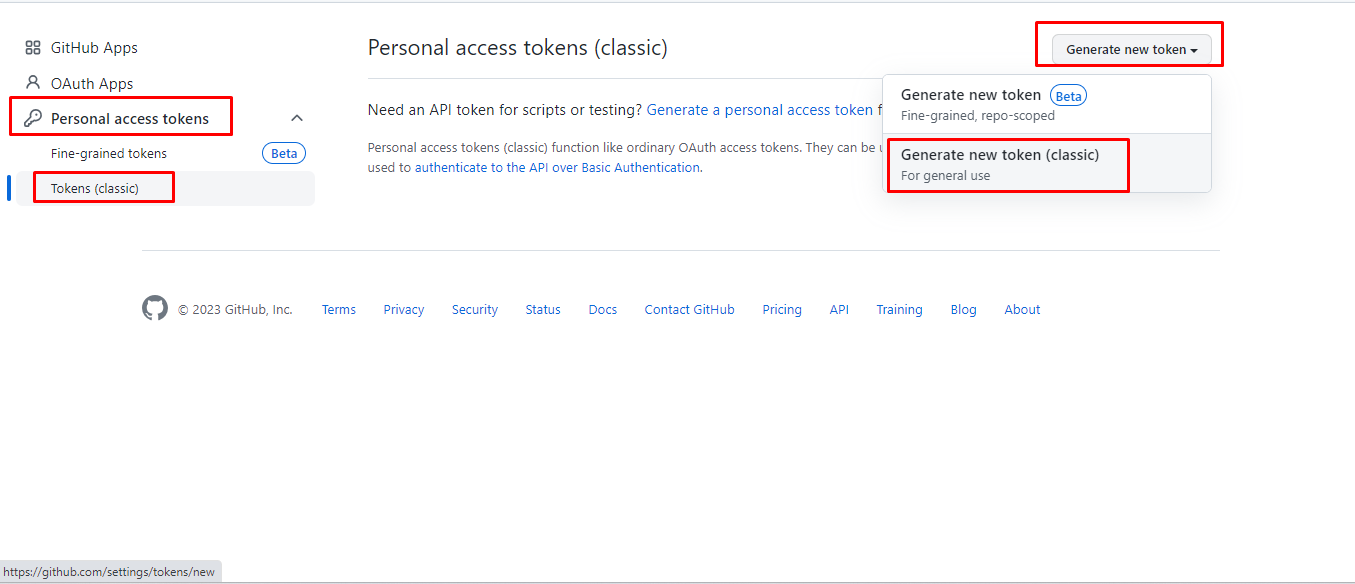 GitHub Apps
OAuth Apps
Personal access tokens
Fine-grained tokens Beta
Tokens (classic)
Personal access tokens (classic)
Generate new token
Need an API token for scripts or testing? Generate a personal access token
Personal access tokens (classic) function like ordinary OAuth access tokens. They can be
used to authenticate to the API over Basic Authentication.
Generate new token Beta
Fine-grained, repo-scoped
Generate new token (classic)
For general use
© 2023 GitHub, Inc. Terms Privacy Security Status Docs Contact GitHub Pricing API Training Blog About
https://github.com/settings/tokens/new